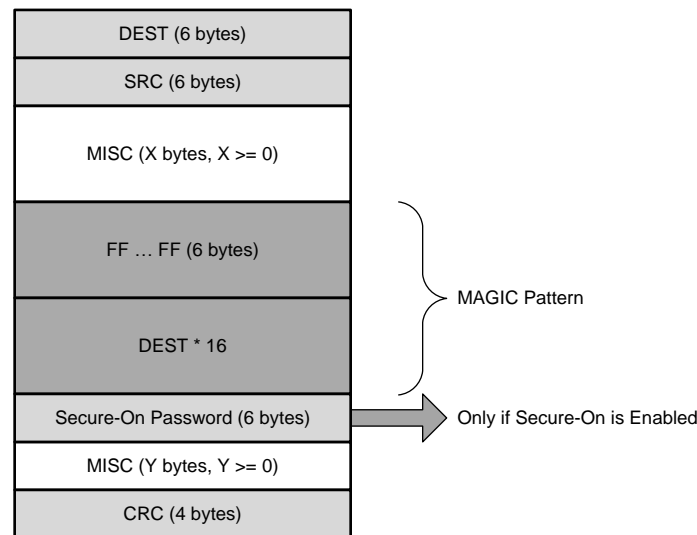 DEST (6 bytes)
SRC (6 bytes)
MISC (X bytes, X >= 0)
FF … FF (6 bytes)
MAGIC Pattern
DEST * 16
Secure-On Password (6 bytes)
Only if Secure-On is Enabled
MISC (Y bytes, Y >= 0)
CRC (4 bytes)